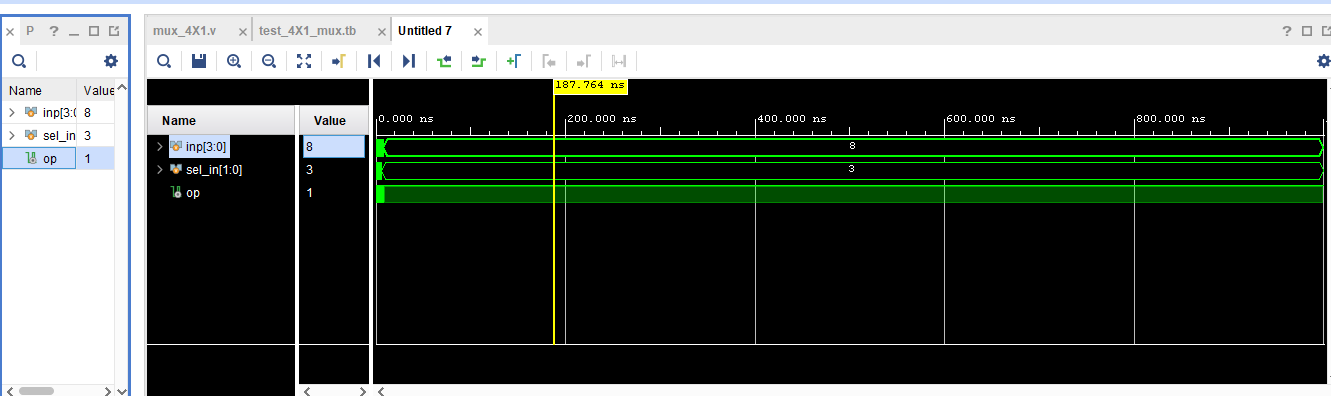 P ?
mux_4X1.v
test_4X1_mux.tb
Untitled 7
?
Name Value
inp[3:0 8
sel_in 3
op 1
Name Value
inp[3:0] 8
sel_in[1:0] 3
op 1
187.764 ns
0.000 ns 200.000 ns 400.000 ns 600.000 ns 800.000 ns
8
3